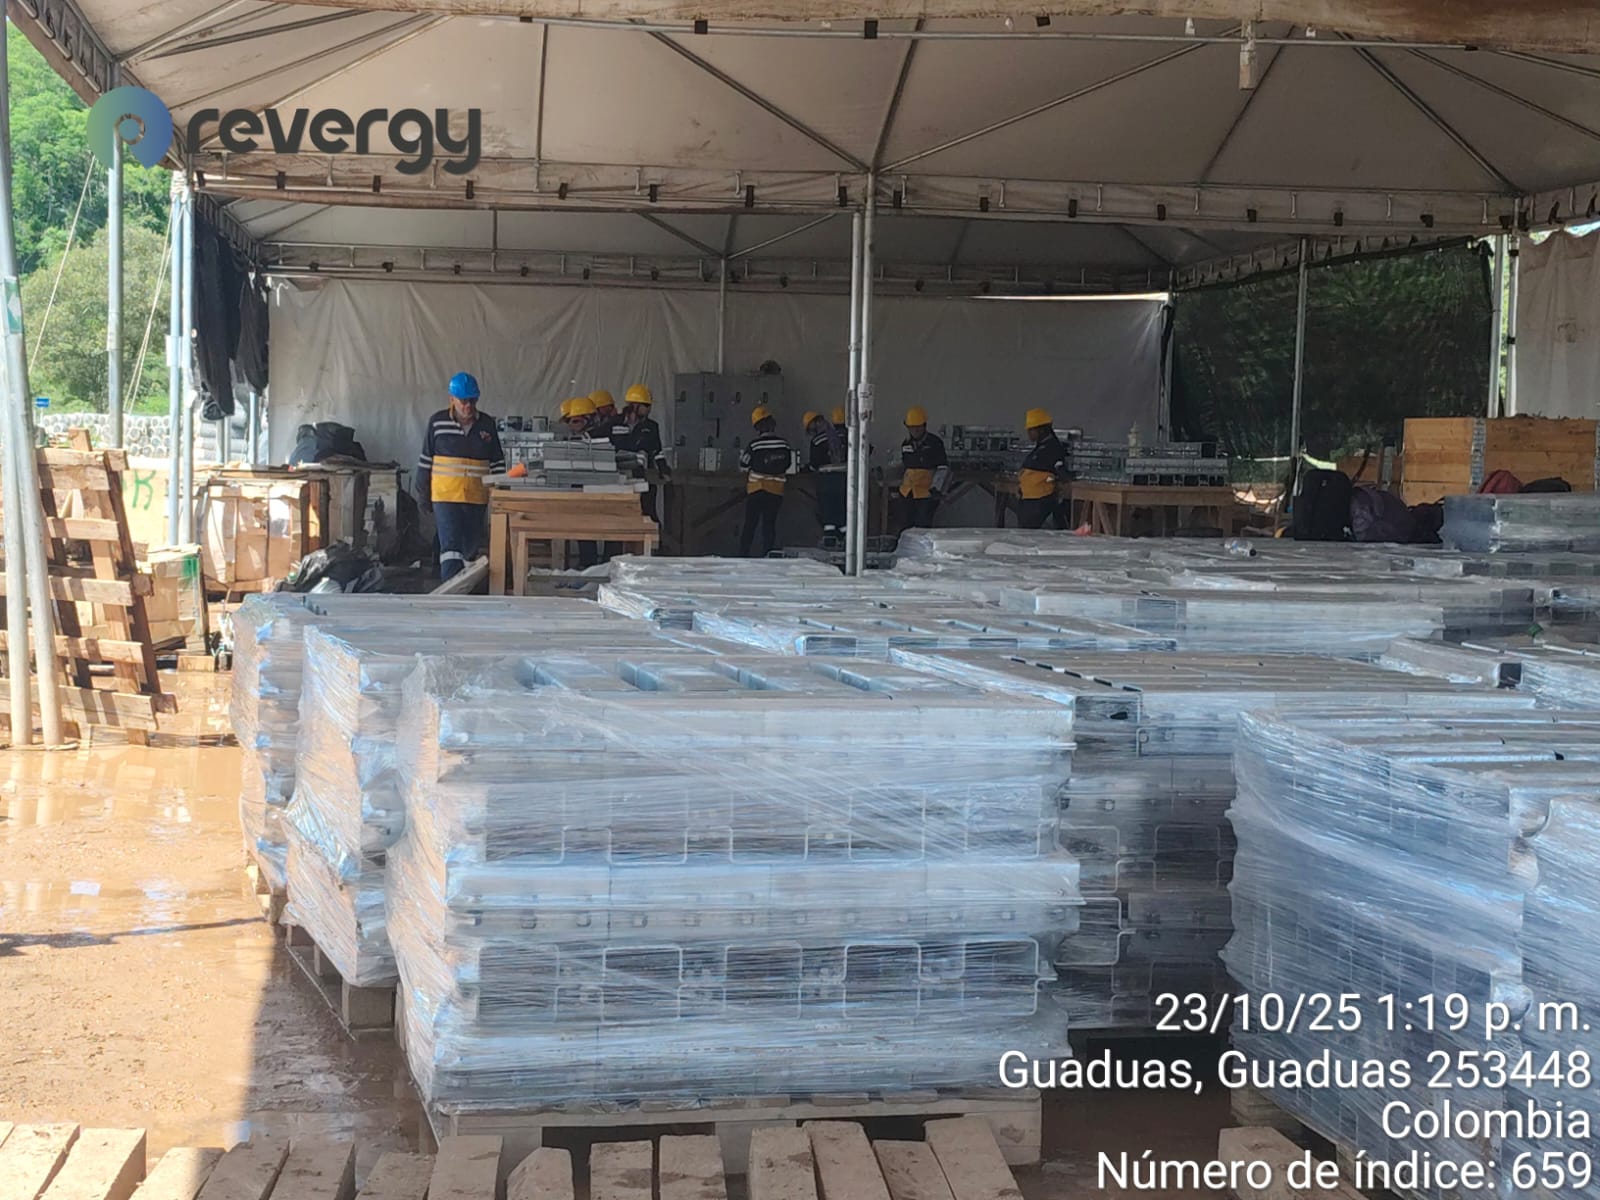 revergy
K
23/10/25 1:19 p. m.
Guaduas, Guaduas 253448
Colombia
Número de índice: 659